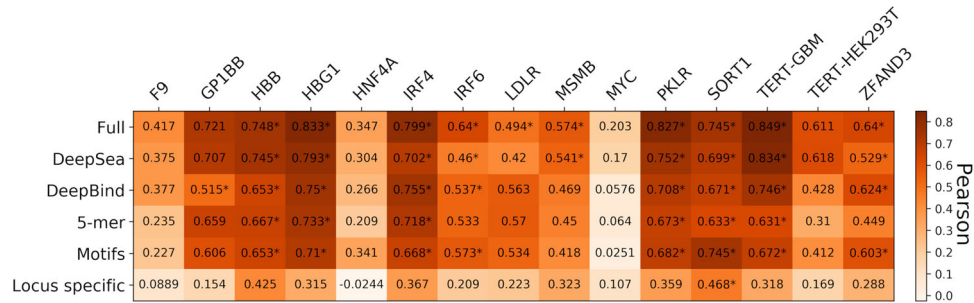 F9 GP1BB HBB HBG1 HNF4A IRF4 IRF6 LDLR MSMB MYC PKLR SORT1 TERT-GBM TERT-HEK293T ZFAND3
Full 0.417 0.721 0.748* 0.833* 0.347 0.799* 0.64* 0.494* 0.574* 0.203 0.827* 0.745* 0.849* 0.611 0.64*
DeepSea 0.375 0.707 0.745* 0.793* 0.304 0.702* 0.46* 0.42 0.541* 0.17 0.752* 0.699* 0.834* 0.618 0.529*
DeepBind 0.377 0.515* 0.653* 0.75* 0.266 0.755* 0.537* 0.563 0.469 0.0576 0.708* 0.671* 0.746* 0.428 0.624*
5-mer 0.235 0.659 0.667* 0.733* 0.209 0.718* 0.533 0.57 0.45 0.064 0.673* 0.633* 0.631* 0.31 0.449
Motifs 0.227 0.606 0.653* 0.71* 0.341 0.668* 0.573* 0.534 0.418 0.0251 0.682* 0.745* 0.672* 0.412 0.603*
Locus specific 0.0889 0.154 0.425 0.315 -0.0244 0.367 0.209 0.223 0.323 0.107 0.359 0.468* 0.318 0.169 0.288
0.8
0.7
0.6
0.5
0.4
0.3
0.2
0.1
0.0
Pearson